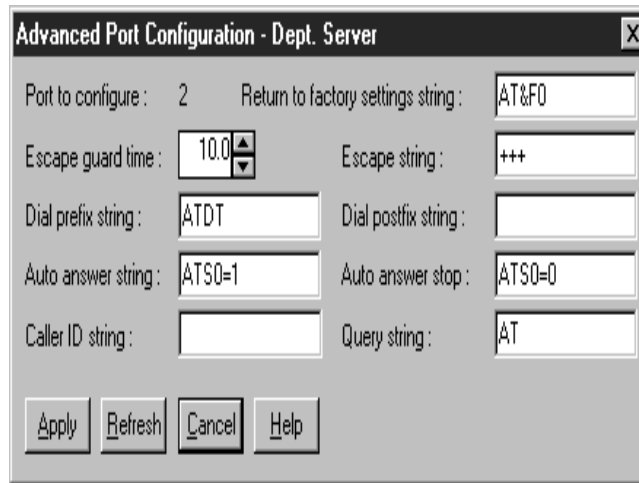 Advanced Port Configuration - Dept. Server X
Port to configure : 2 Return to factory settings string : AT&F0
Escape guard time : 10.0 Escape string : +++
Dial prefix string : ATDT Dial postfix string :
Auto answer string : ATS0=1 Auto answer stop : ATS0=0
Caller ID string : Query string : AT
Apply Refresh Cancel Help